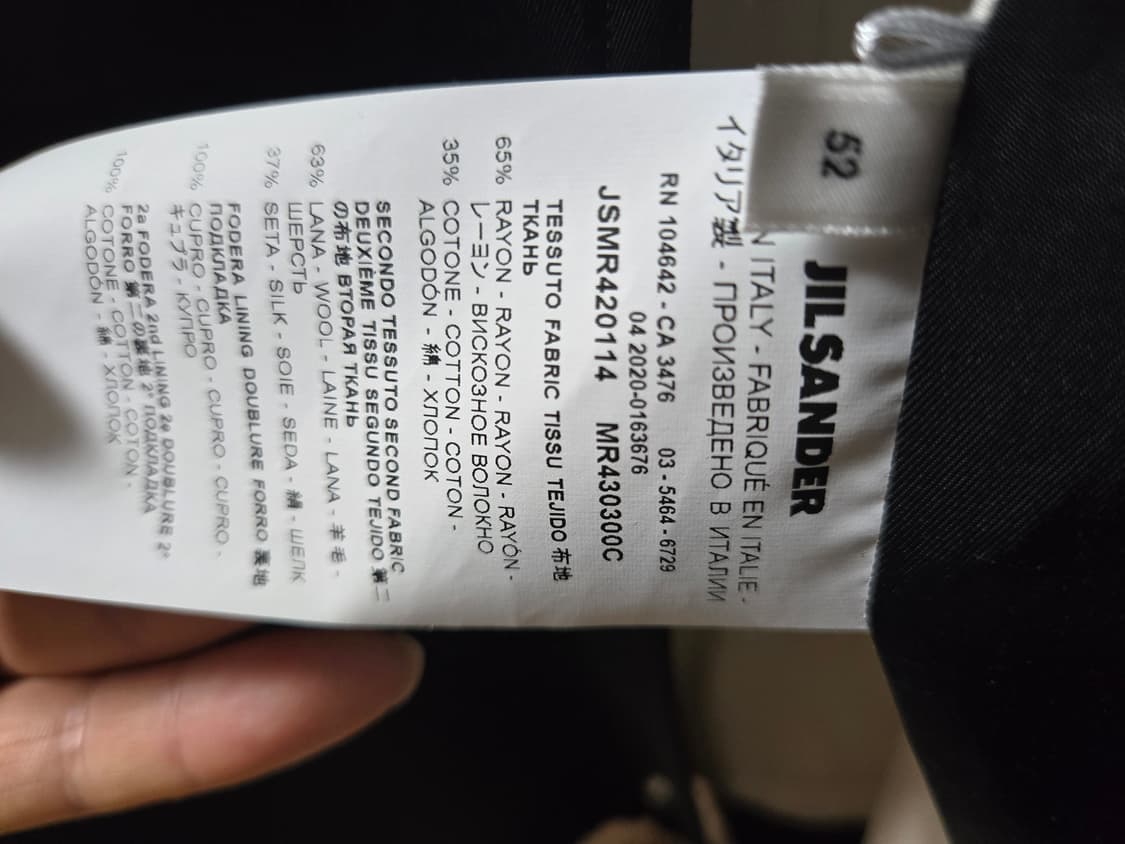 52
JIL SANDER
N ITALY - FABRIQUÉ EN ITALIE -
イタリア製 - ПРОИЗВЕДЕНО В ИТАЛИИ
RN 104642 - CA 3476 03 - 5464 - 6729
04 2020-0163676
JSMR420114 MR430300C
TESSUTO FABRIC TISSU TEJIDO 布地
ТКАНЬ
65% RAYON - RAYON - RAYON - RAYÓN -
レーヨン - ВИСКОЗНОЕ ВОЛОКНО
35% COTONE - COTTON - COTON -
ALGODÓN - 綿 - ХЛОПОК
SECONDO TESSUTO SECOND FABRIC
DEUXIÈME TISSU SEGUNDO TEJIDO 第二
の布地 ВТОРАЯ ТКАНЬ
63% LANA - WOOL - LAINE - LANA - 羊毛 -
ШЕРСТЬ
37% SETA - SILK - SOIE - SEDA - 絹 - ШЕЛК
FODERA LINING DOUBLURE FORRO 裏地
ПОДКЛАДКА
100% CUPRO - CUPRO - CUPRO - CUPRO -
キュプラ - КУПРО
2a FODERA 2nd LINING 2e DOUBLURE 2°
FORRO 第二の裏地 2° ПОДКЛАДКА
100% COTONE - COTTON - COTON -
ALGODÓN - 綿 - ХЛОПОК